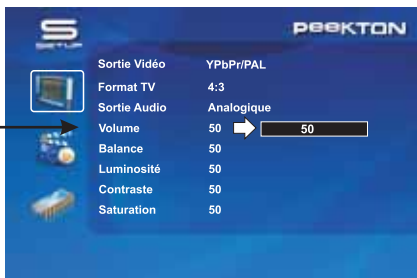 S
SETUP
PEEKTON
Sortie Vidéo YPbPr/PAL
Format TV 4:3
Sortie Audio Analogique
Volume 50 50
Balance 50
Luminosité 50
Contraste 50
Saturation 50